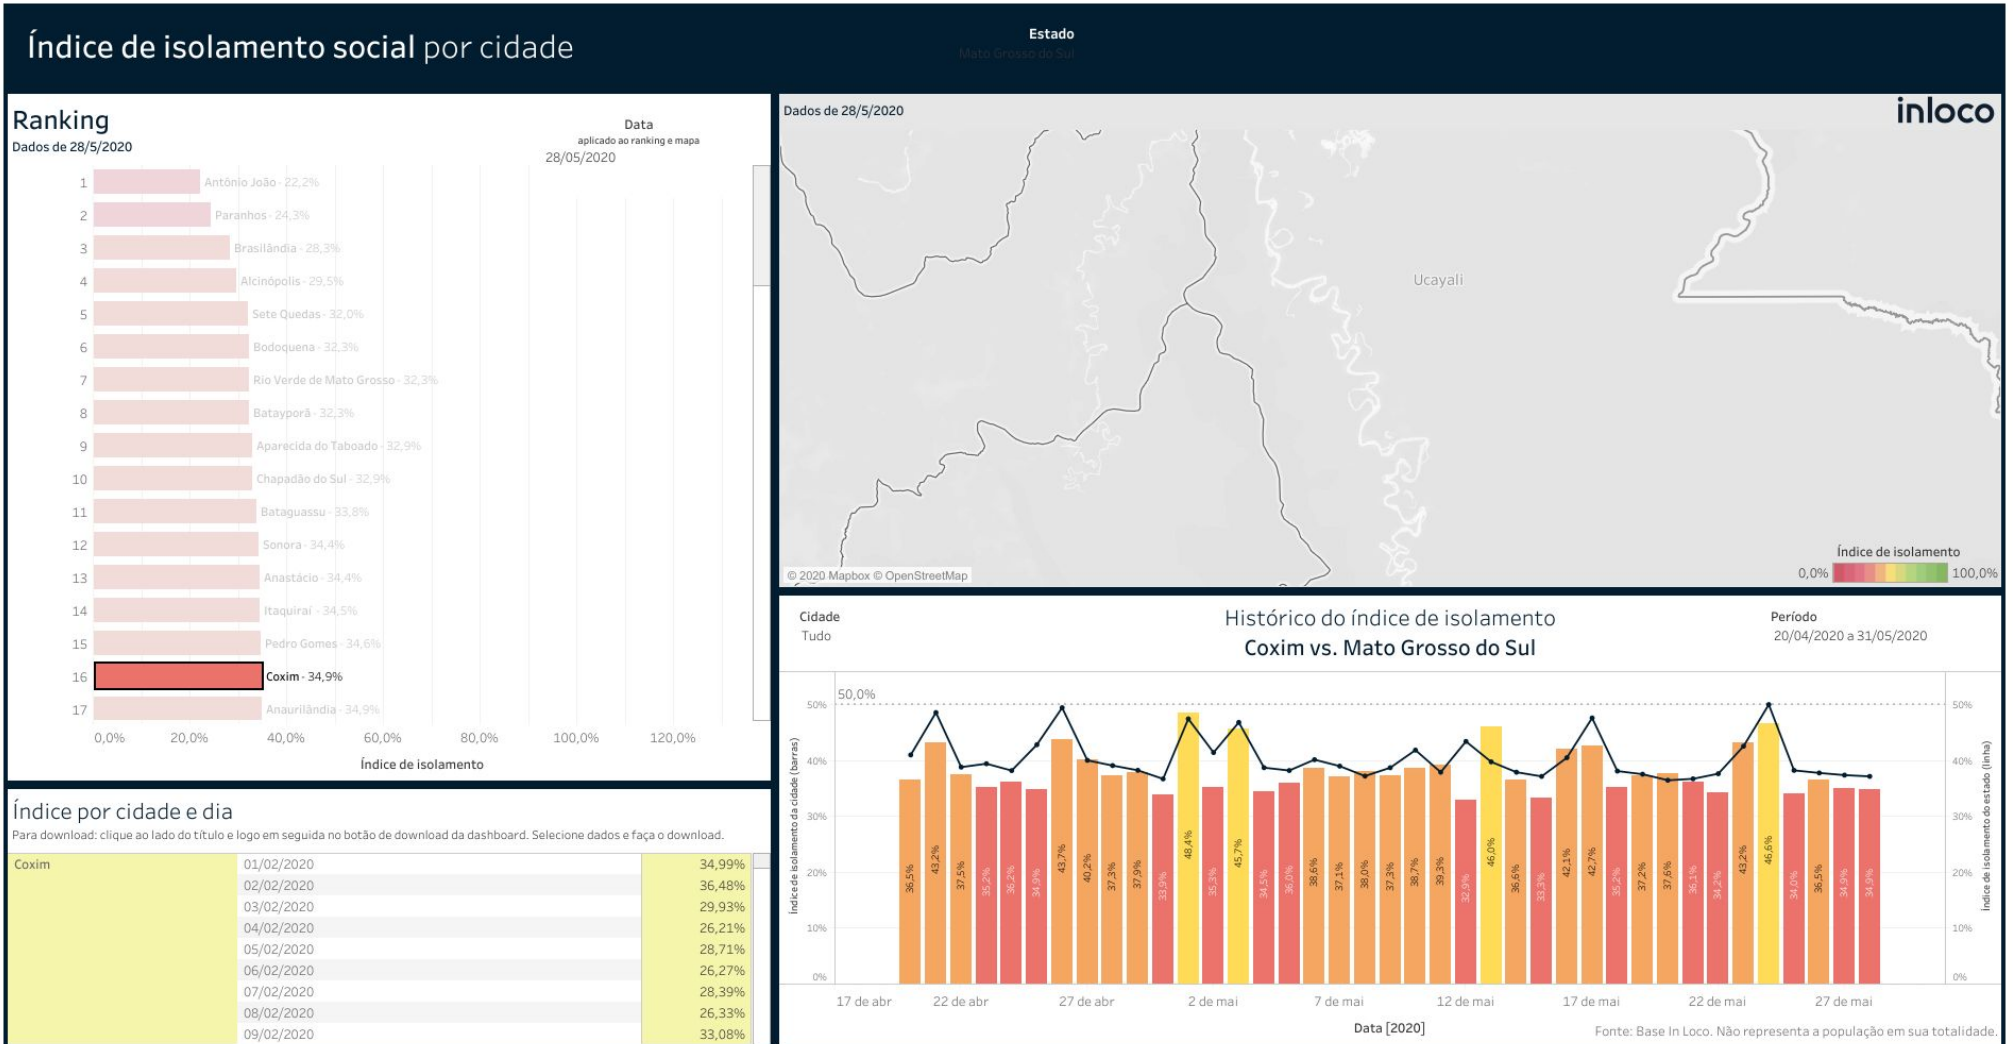 Índice de isolamento social por cidade
Estado
Mato Grosso do Sul
Ranking
Dados de 28/5/2020
Data
aplicado ao ranking e mapa
28/05/2020
1 Antônio João - 22,2%
2 Paranhos - 24,3%
3 Brasilândia - 28,3%
4 Alcinópolis - 29,5%
5 Sete Quedas - 32,0%
6 Bodoquena - 32,3%
7 Rio Verde de Mato Grosso - 32,3%
8 Batayporã - 32,3%
9 Aparecida do Taboado - 32,9%
10 Chapadão do Sul - 32,9%
11 Bataguassu - 33,8%
12 Sonora - 34,4%
13 Anastácio - 34,4%
14 Itaquiraí - 34,5%
15 Pedro Gomes - 34,6%
16 Coxim - 34,9%
17 Anaurilândia - 34,9%
0,0% 20,0% 40,0% 60,0% 80,0% 100,0% 120,0%
Índice de isolamento
Índice por cidade e dia
Para download: clique ao lado do título e logo em seguida no botão de download da dashboard. Selecione dados e faça o download.
Coxim 01/02/2020 34,99%
02/02/2020 36,48%
03/02/2020 29,93%
04/02/2020 26,21%
05/02/2020 28,71%
06/02/2020 26,27%
07/02/2020 28,39%
08/02/2020 26,33%
09/02/2020 33,08%
Dados de 28/5/2020
inloco
Ucayali
© 2020 Mapbox © OpenStreetMap
Índice de isolamento
0,0% 100,0%
Cidade
Tudo
Histórico do índice de isolamento
Coxim vs. Mato Grosso do Sul
Período
20/04/2020 a 31/05/2020
50,0%
Índice de isolamento da cidade (barras)
50%
40%
30%
20%
10%
0%
36,5% 43,2% 37,5% 35,2% 36,2% 34,9% 43,7% 40,2% 37,3% 37,9% 33,9% 48,4% 35,3% 45,7% 34,5% 36,0% 38,6% 37,1% 38,0% 37,3% 38,7% 39,3% 32,9% 46,0% 36,6% 33,3% 42,1% 42,7% 35,2% 37,2% 37,6% 36,1% 34,2% 43,2% 46,6% 34,0% 36,5% 34,9% 34,9%
50%
40%
30%
20%
10%
0%
Índice de isolamento do estado (linha)
17 de abr 22 de abr 27 de abr 2 de mai 7 de mai 12 de mai 17 de mai 22 de mai 27 de mai
Data [2020]
Fonte: Base In Loco. Não representa a população em sua totalidade.